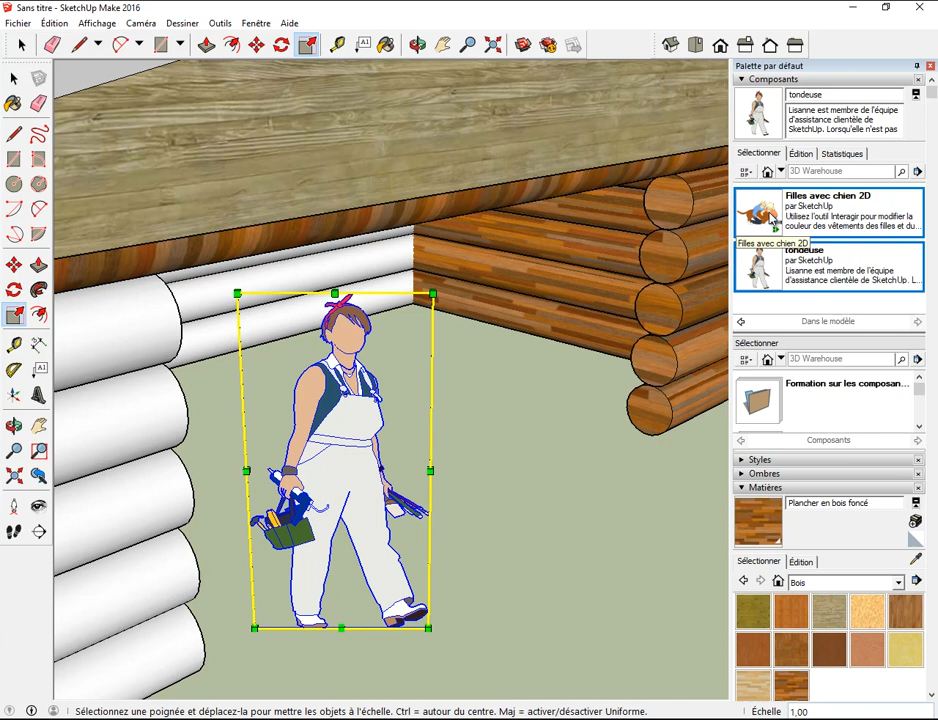 Sans titre - SketchUp Make 2016
Fichier Édition Affichage Caméra Dessiner Outils Fenêtre Aide
A1
A1
Palette par défaut
Composants
tondeuse
Lisanne est membre de l'équipe
d'assistance clientèle de
SketchUp. Lorsqu'elle n'est pas
Sélectionner Édition Statistiques
3D Warehouse
Filles avec chien 2D
par SketchUp
Utilisez l'outil Interagir pour modifier la
couleur des vêtements des filles et du...
Filles avec chien 2D
tondeuse
par SketchUp
Lisanne est membre de l'équipe
d'assistance clientèle de SketchUp. L...
Dans le modèle
Sélectionner
3D Warehouse
Formation sur les composan...
Composants
Styles
Ombres
Matières
Plancher en bois foncé
Sélectionner Édition
Bois
Sélectionnez une poignée et déplacez-la pour mettre les objets à l'échelle. Ctrl = autour du centre. Maj = activer/désactiver Uniforme.
Échelle 1,00